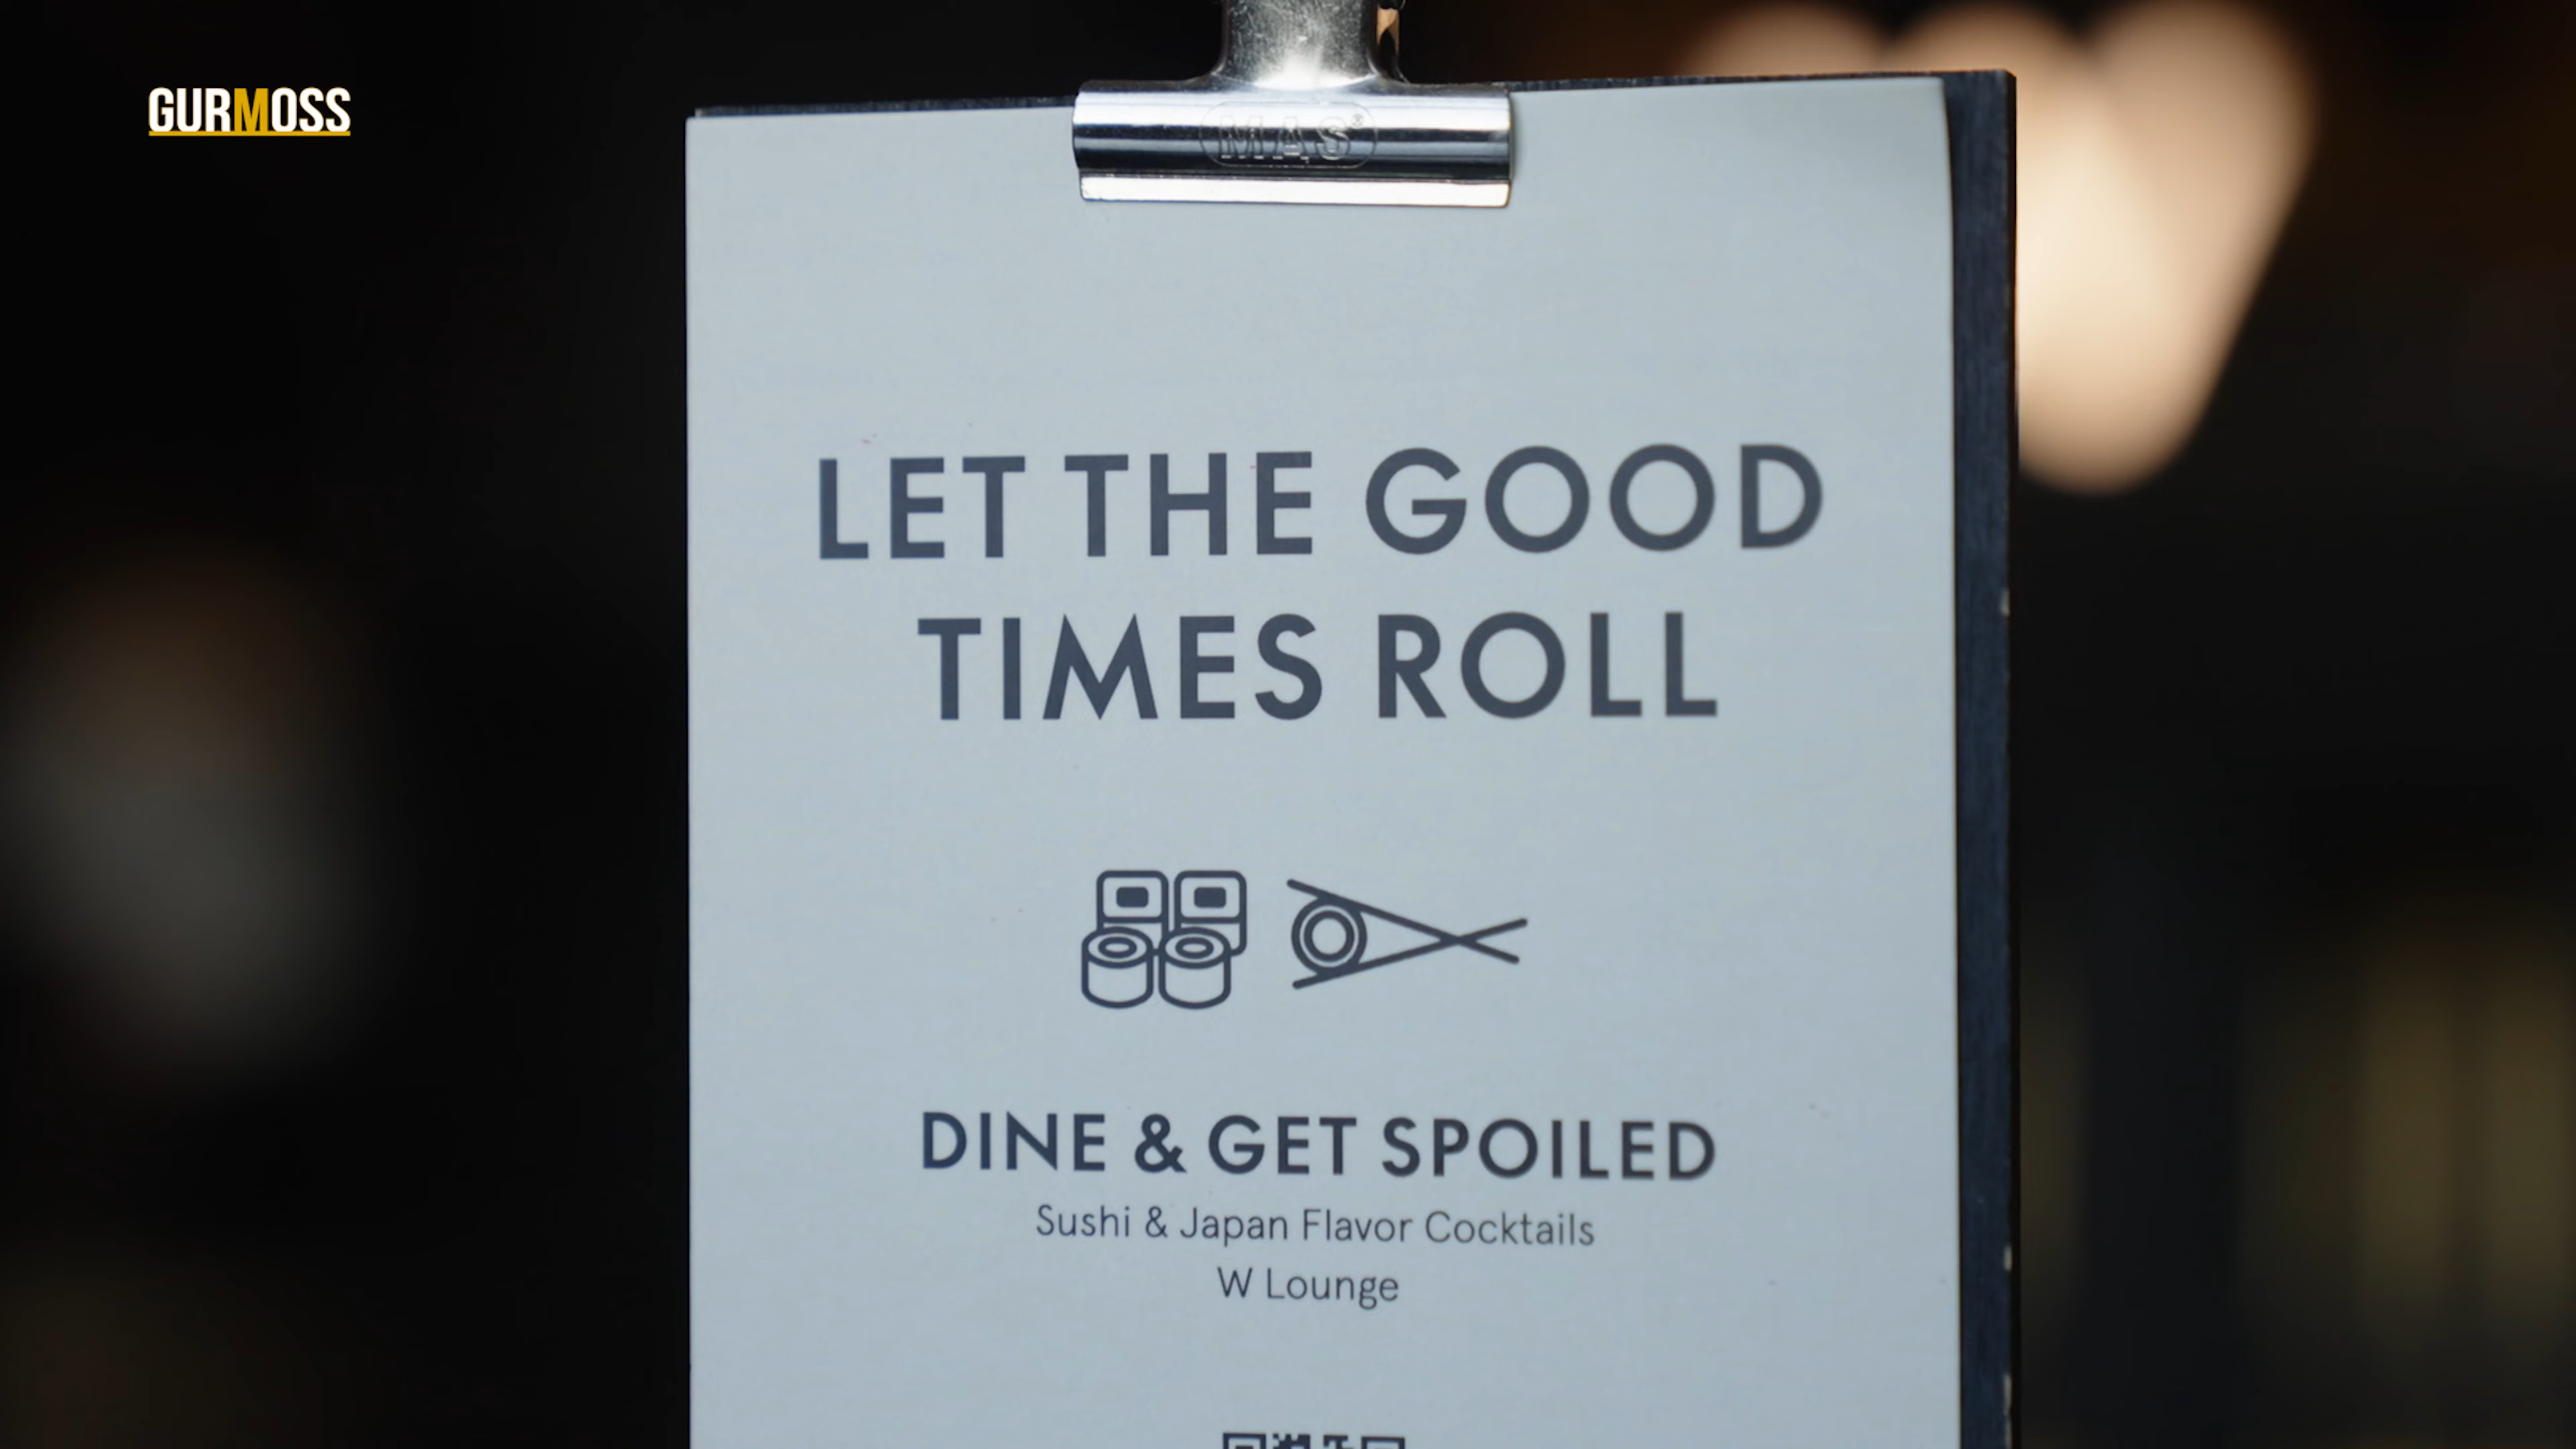 GURMOSS
MAS®
LET THE GOOD
TIMES ROLL
DINE & GET SPOILED
Sushi & Japan Flavor Cocktails
W Lounge